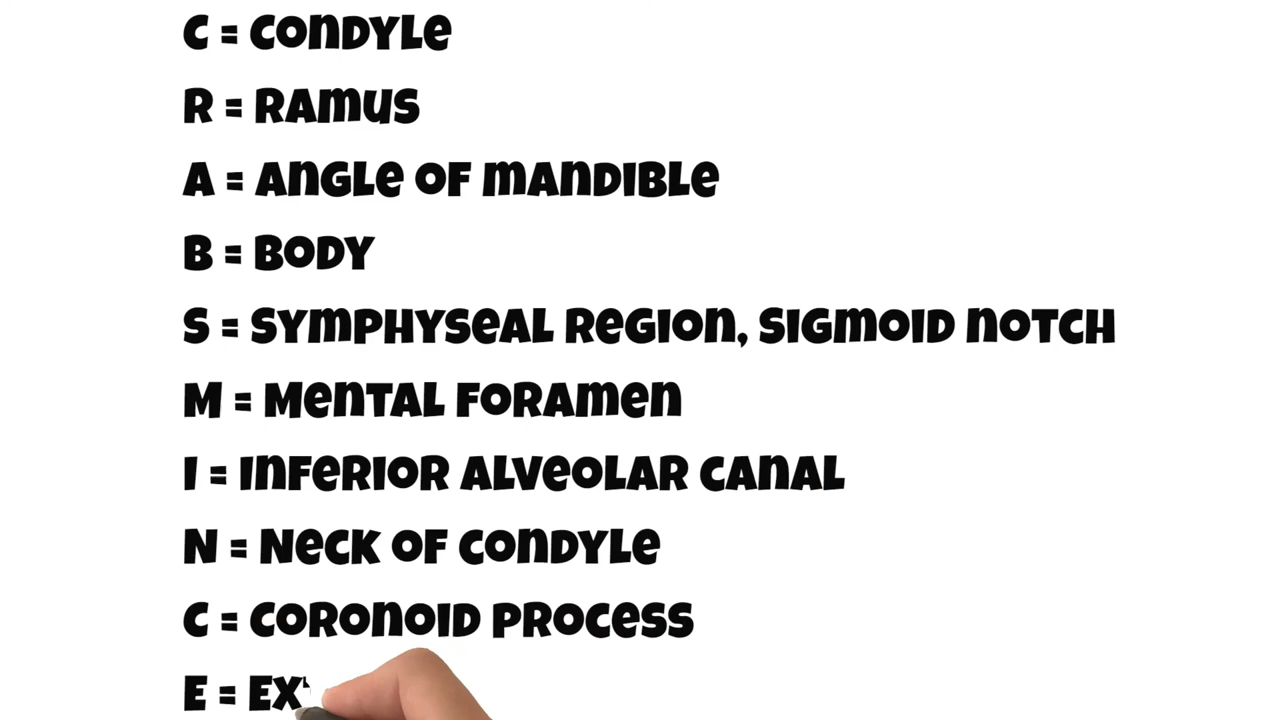 C = Condyle
R = Ramus
A = Angle of mandible
B = Body
S = Symphyseal Region, Sigmoid notch
M = Mental Foramen
I = Inferior Alveolar Canal
N = Neck of Condyle
C = Coronoid Process
E =